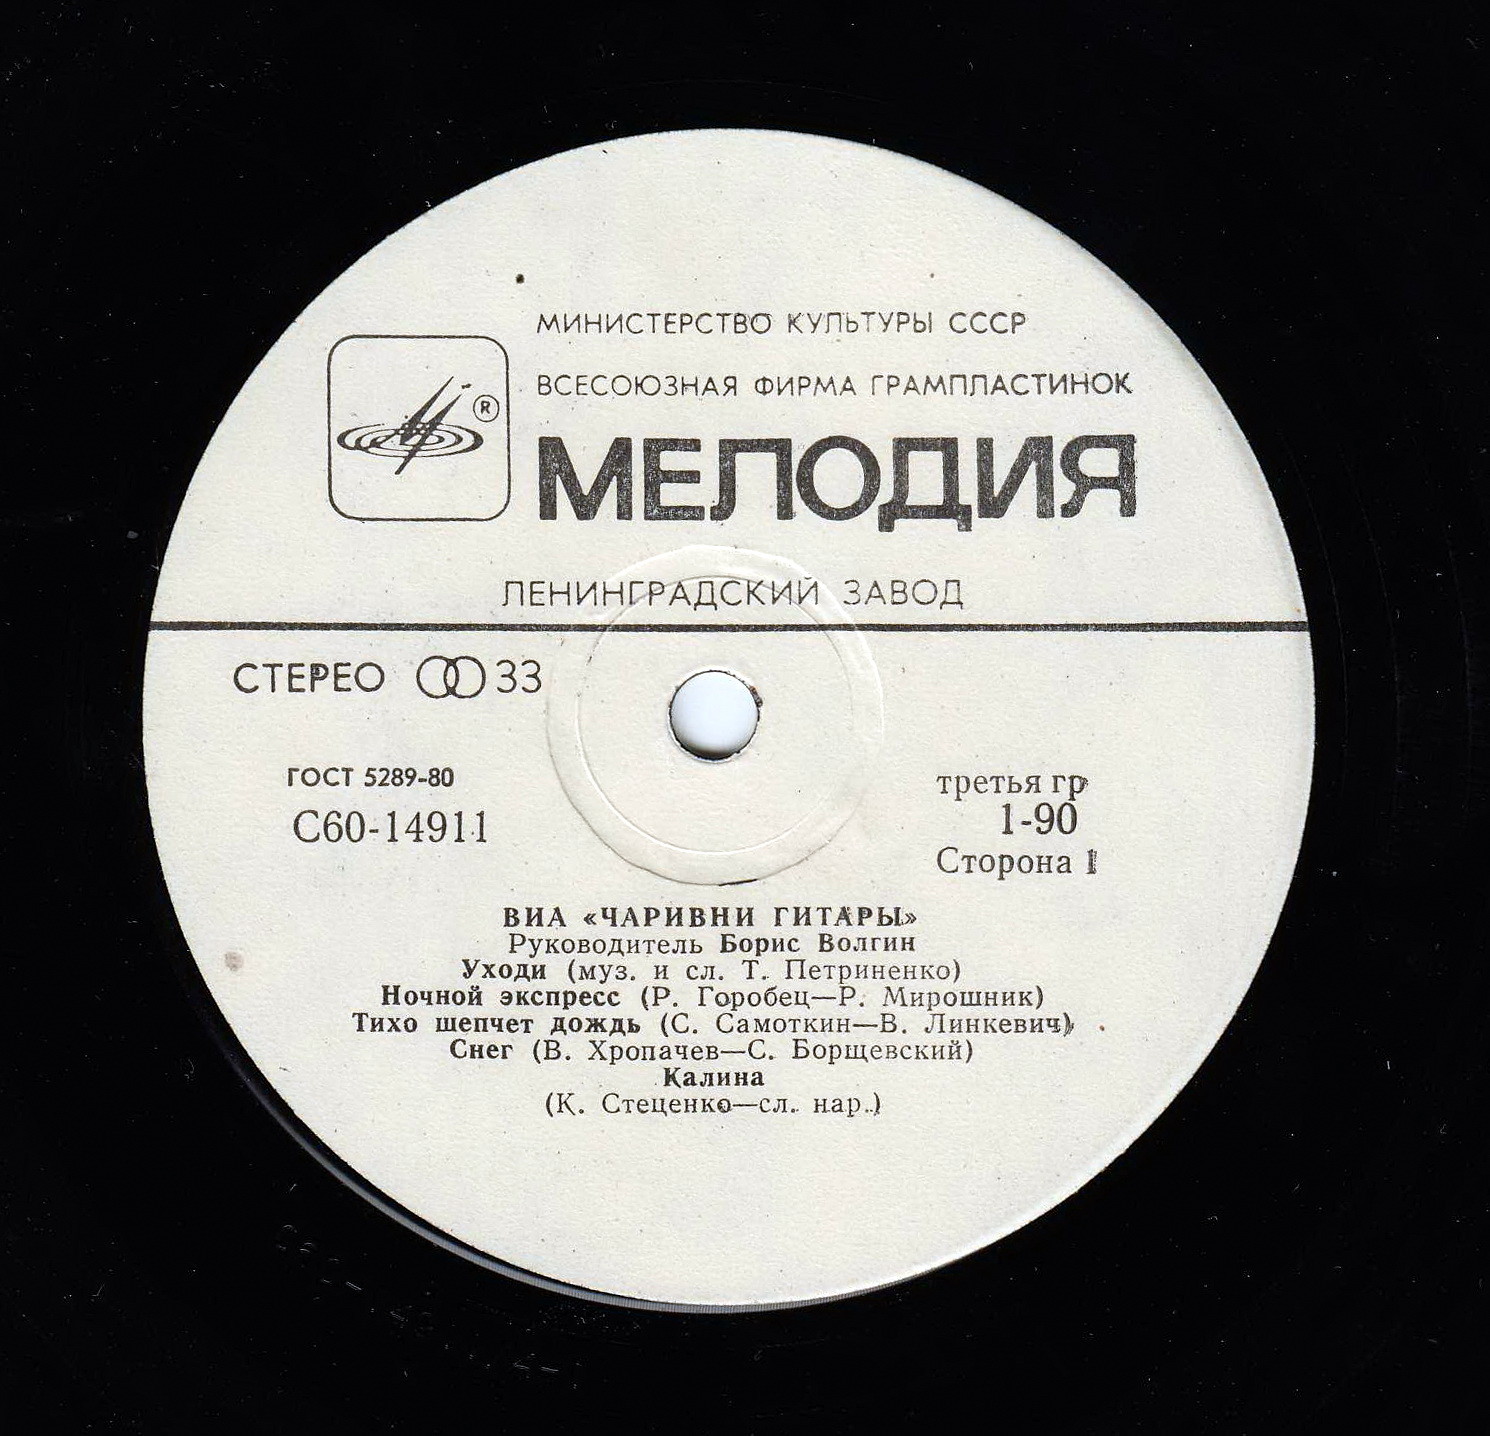 МИНИСТЕРСТВО КУЛЬТУРЫ СССР
ВСЕСОЮЗНАЯ ФИРМА ГРАМПЛАСТИНОК
®
МЕЛОДИЯ
ЛЕНИНГРАДСКИЙ ЗАВОД
СТЕРЕО 33
ГОСТ 5289-80
С60-14911
третья гр
1-90
Сторона 1
ВИА «ЧАРИВНИ ГИТАРЫ»
Руководитель Борис Волгин
Уходи (муз. и сл. Т. Петриненко)
Ночной экспресс (Р. Горобец—Р. Мирошник)
Тихо шепчет дождь (С. Самоткин—В. Линкевич)
Снег (В. Хропачев—С. Борщевский)
Калина
(К. Стеценко—сл. нар.)